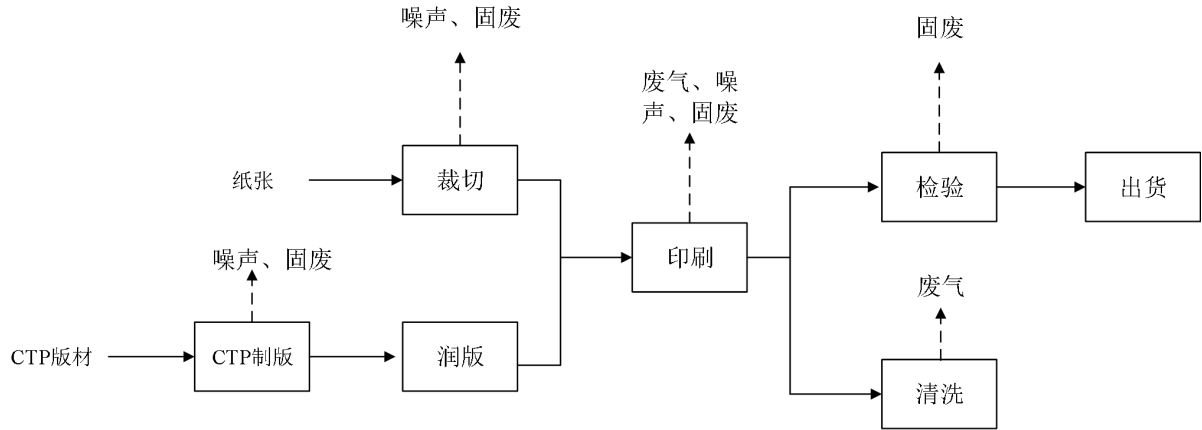 噪声、固废
固废
废气、噪
声、固废
纸张
裁切
检验
出货
印刷
噪声、固废
废气
CTP版材
CTP制版
润版
清洗